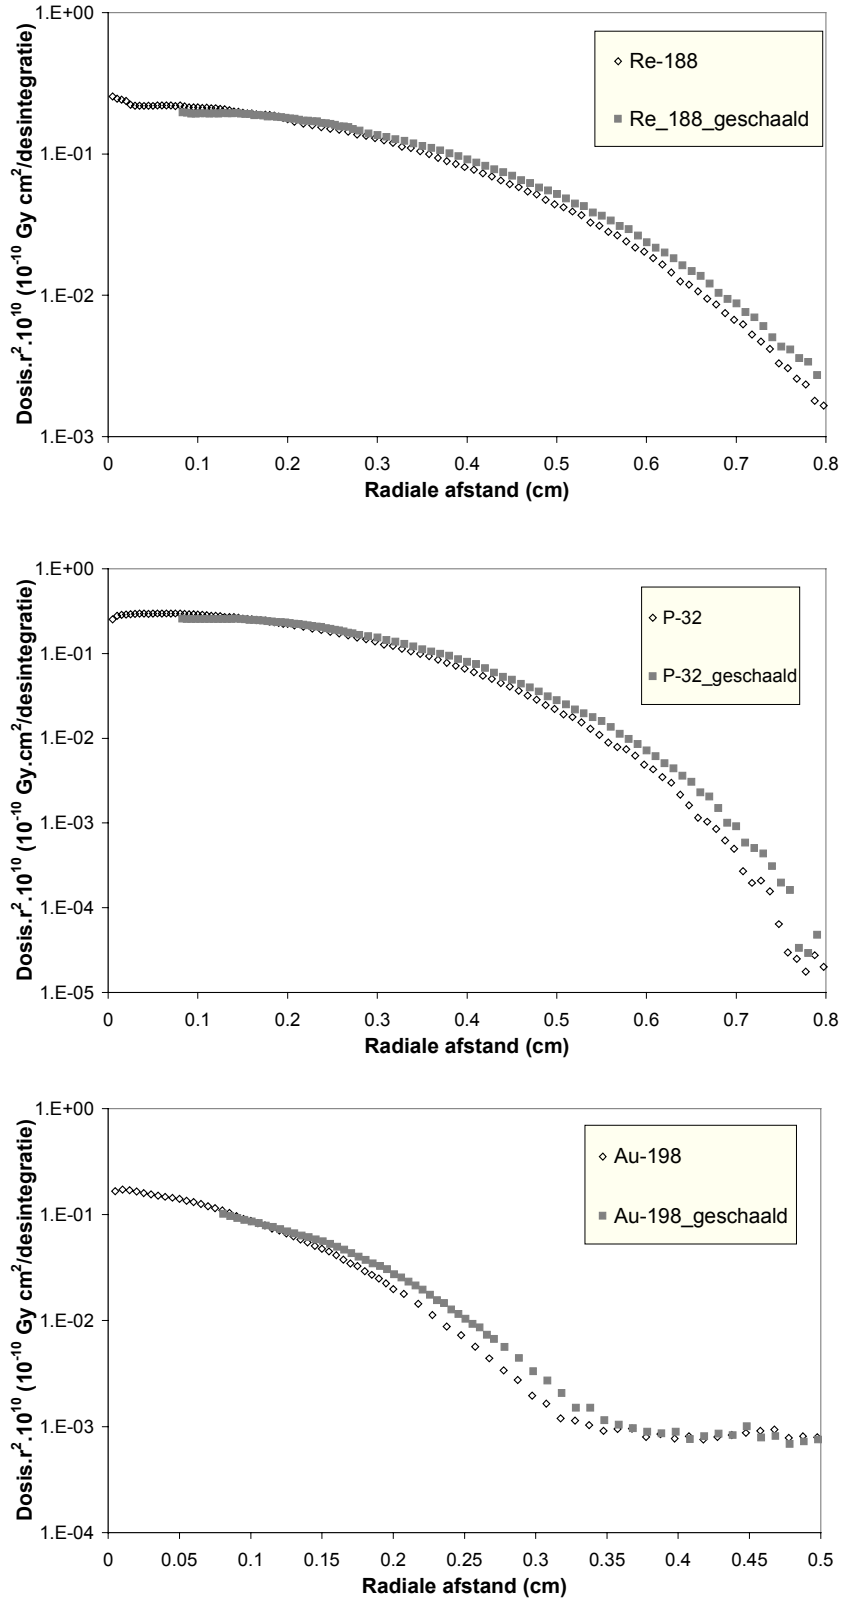 1.E+00
1.E-01
1.E-02
1.E-03
Dosis.r².10¹⁰ (10⁻¹⁰ Gy cm²/desintegratie)
Re-188
Re_188_geschaald
0 0.1 0.2 0.3 0.4 0.5 0.6 0.7 0.8
Radiale afstand (cm)
1.E+00
1.E-01
1.E-02
1.E-03
1.E-04
1.E-05
Dosis.r².10¹⁰ (10⁻¹⁰ Gy.cm²/desintegratie)
P-32
P-32_geschaald
0 0.1 0.2 0.3 0.4 0.5 0.6 0.7 0.8
Radiale afstand (cm)
1.E+00
1.E-01
1.E-02
1.E-03
1.E-04
Dosis.r².10¹⁰ (10⁻¹⁰ Gy cm²/desintegratie)
Au-198
Au-198_geschaald
0 0.05 0.1 0.15 0.2 0.25 0.3 0.35 0.4 0.45 0.5
Radiale afstand (cm)